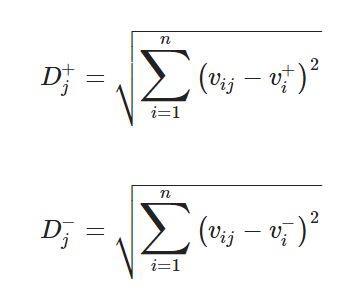 D_j^+ = \sqrt{\sum_{i=1}^{n} (v_{ij} - v_i^+)^2}
D_j^- = \sqrt{\sum_{i=1}^{n} (v_{ij} - v_i^-)^2}